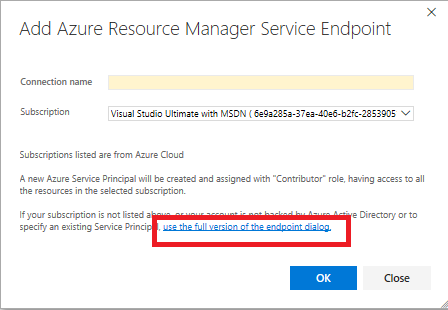 Add Azure Resource Manager Service Endpoint
Connection name
Subscription
Visual Studio Ultimate with MSDN ( 6e9a285a-37ea-40e6-b2fc-2853905
Subscriptions listed are from Azure Cloud
A new Azure Service Principal will be created and assigned with "Contributor" role, having access to all
the resources in the selected subscription.
If your subscription is not listed above, or your account is not backed by Azure Active Directory or to
specify an existing Service Principal, use the full version of the endpoint dialog.
OK
Close